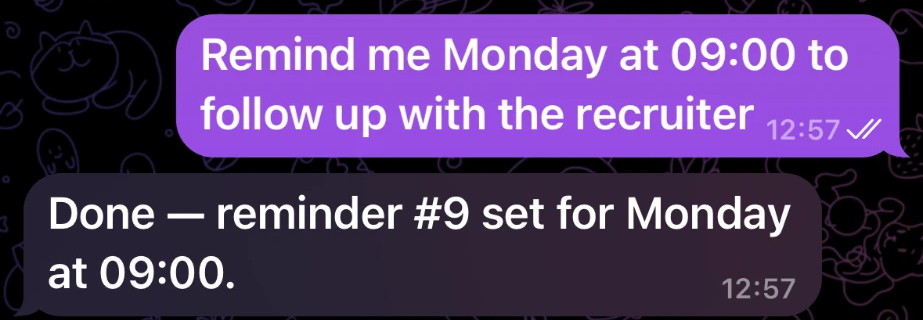 Remind me Monday at 09:00 to
follow up with the recruiter 12:57
Done — reminder #9 set for Monday
at 09:00. 12:57